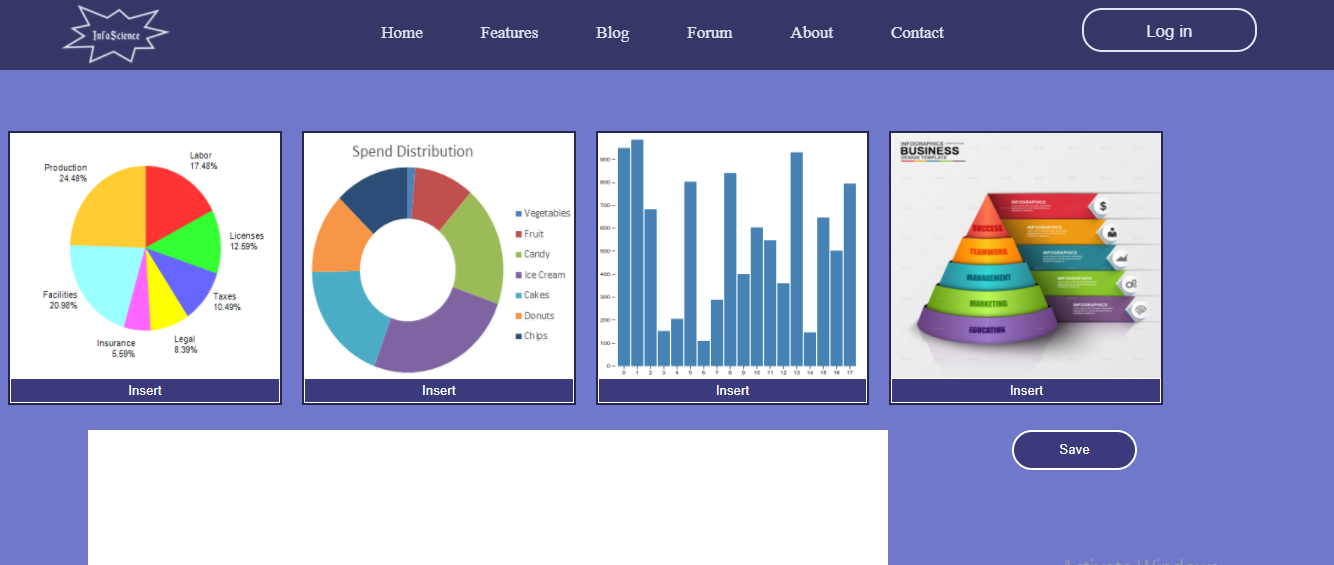 InfoScience
Home
Features
Blog
Forum
About
Contact
Log in
Production
24.48%
Labor
17.48%
Licenses
12.59%
Taxes
10.49%
Legal
8.39%
Insurance
5.59%
Facilities
20.98%
Insert
Spend Distribution
Vegetables
Fruit
Candy
Ice Cream
Cakes
Donuts
Chips
Insert
900
800
700
600
500
400
300
200
100
0
0 1 2 3 4 5 6 7 8 9 10 11 12 13 14 15 16 17
Insert
INFOGRAPHICS
BUSINESS
DESIGN TEMPLATE
INFOGRAPHICS
SUCCESS
$
INFOGRAPHICS
TEAMWORK
INFOGRAPHICS
MANAGEMENT
INFOGRAPHICS
MARKETING
INFOGRAPHICS
EDUCATION
Insert
Save
Activate Windows